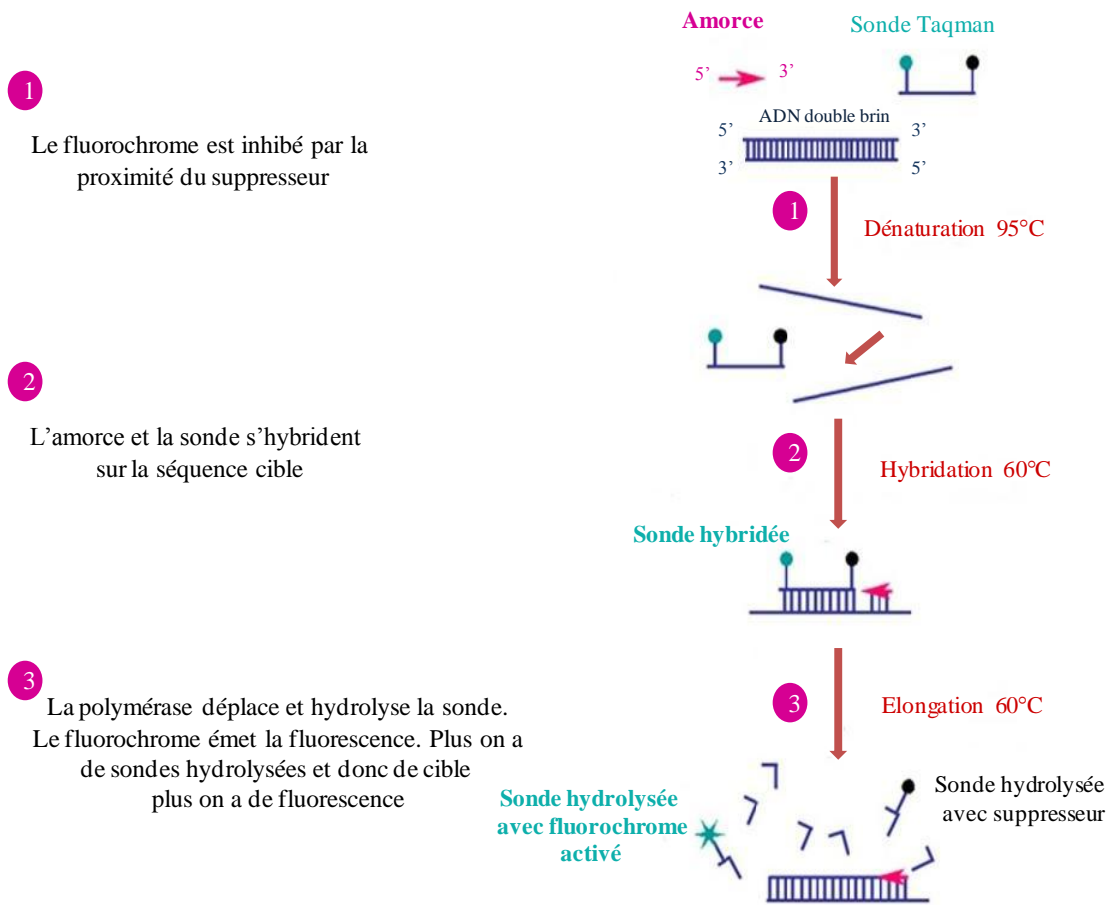 Amorce
Sonde Taqman
5’
3’
1
Le fluorochrome est inhibé par la
proximité du suppresseur
ADN double brin
5’
3’
3’
5’
1
Dénaturation 95°C
2
L’amorce et la sonde s’hybrident
sur la séquence cible
2
Hybridation 60°C
Sonde hybridée
3
La polymérase déplace et hydrolyse la sonde.
Le fluorochrome émet la fluorescence. Plus on a
de sondes hydrolysées et donc de cible
plus on a de fluorescence
3
Elongation 60°C
Sonde hydrolysée
avec fluorochrome
activé
Sonde hydrolysée
avec suppresseur